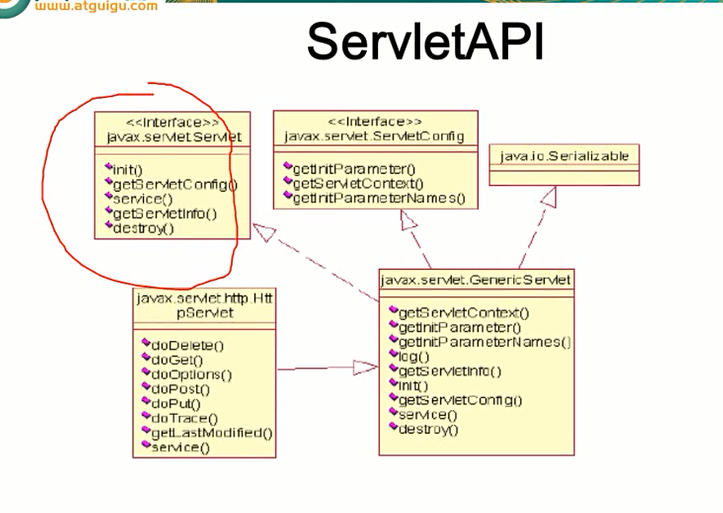 www.atguigu.com
ServletAPI
<<Interface>>
javax.servlet.Servlet
init()
getServletConfig()
service()
getServletInfo()
destroy()
<<Interface>>
javax.servlet.ServletConfig
getInitParameter()
getServletContext()
getInitParameterNames()
java.io.Serializable
javax.servlet.http.Htt
pServlet
doDelete()
doGet()
doOptions()
doPost()
doPut()
doTrace()
getLastModified()
service()
javax.servlet.GenericServlet
getServletContext()
getInitParameter()
getInitParameterNames()
log()
getServletInfo()
init()
getServletConfig()
service()
destroy()